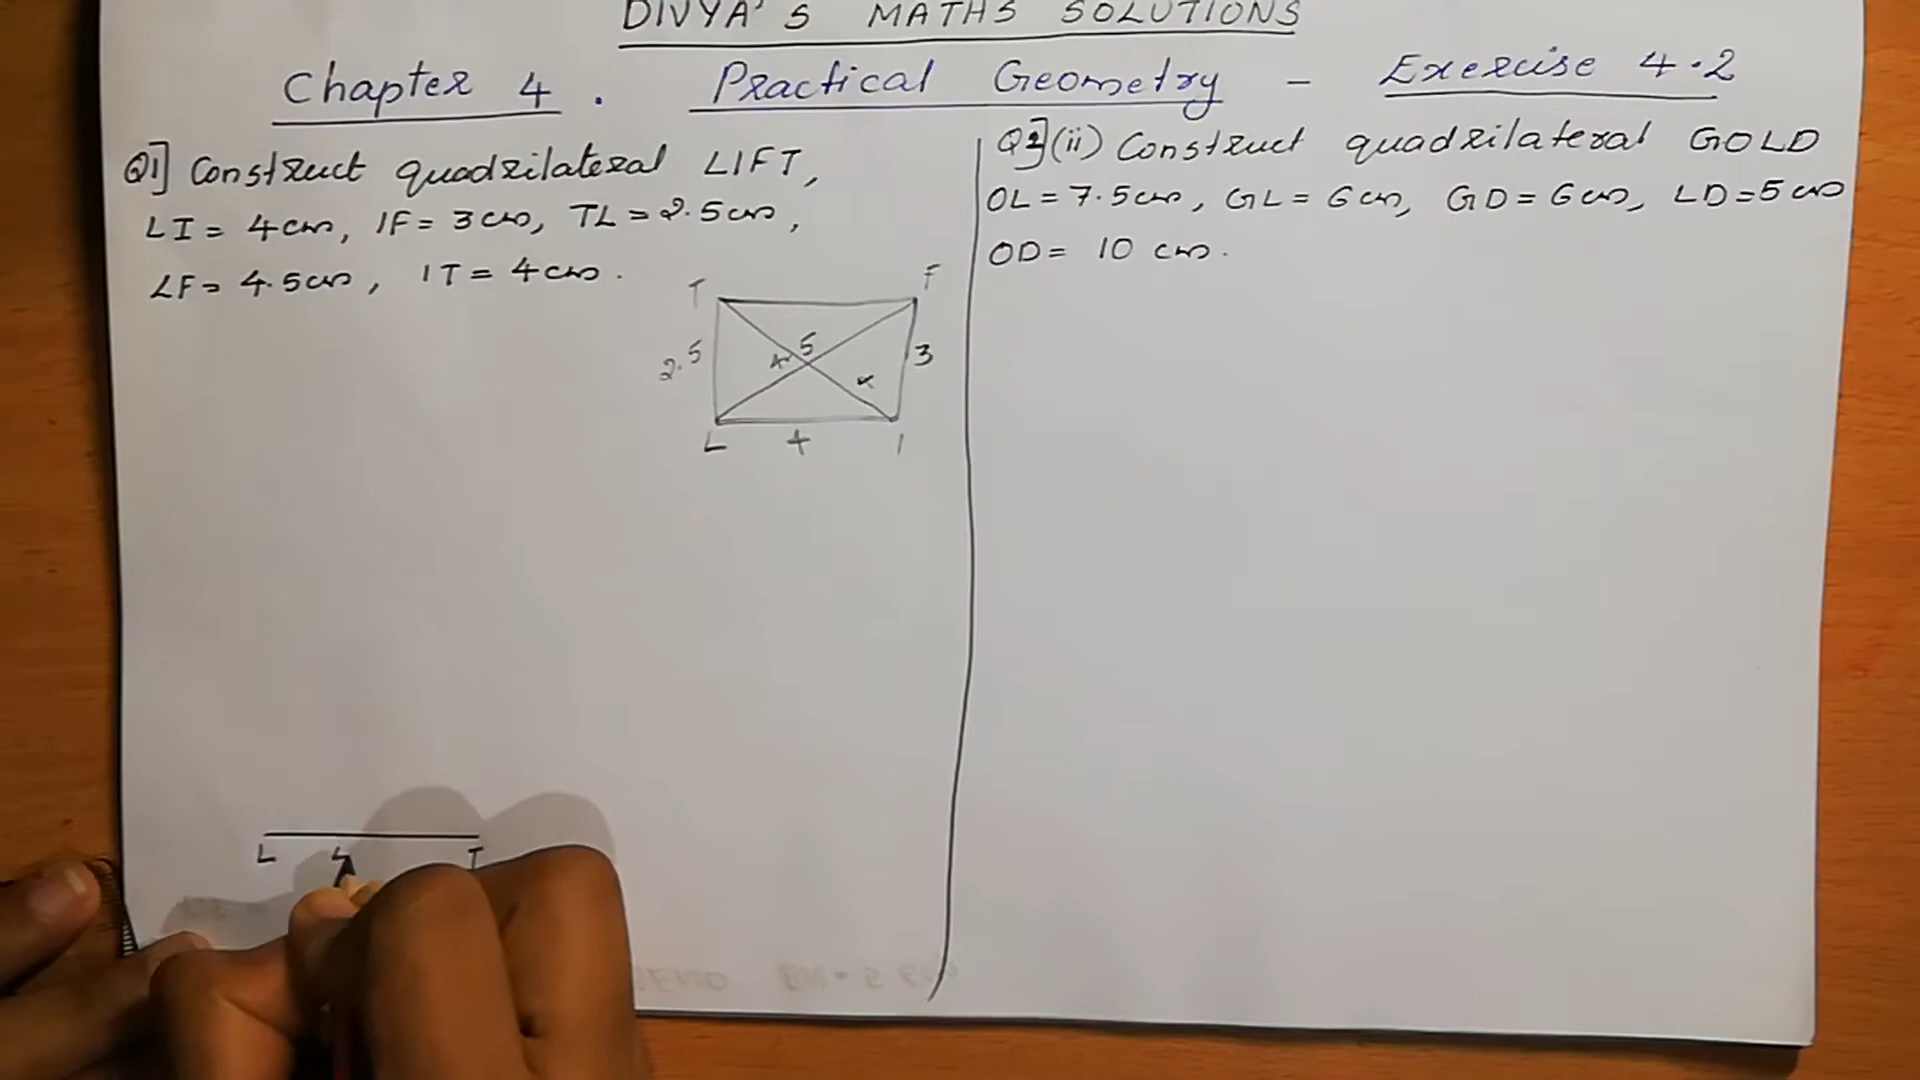 DIVYA'S MATHS SOLUTIONS
Chapter 4. Practical Geometry - Exercise 4.2
Q1] Construct quadrilateral LIFT,
LI = 4cm, IF = 3cm, TL = 2.5cm,
LF = 4.5cm, IT = 4cm.
T F
2.5 4.5 4 3
L 4 I
L 4 I
Q1](ii) Construct quadrilateral GOLD
OL = 7.5cm, GL = 6cm, GD = 6cm, LD = 5cm
OD = 10 cm.